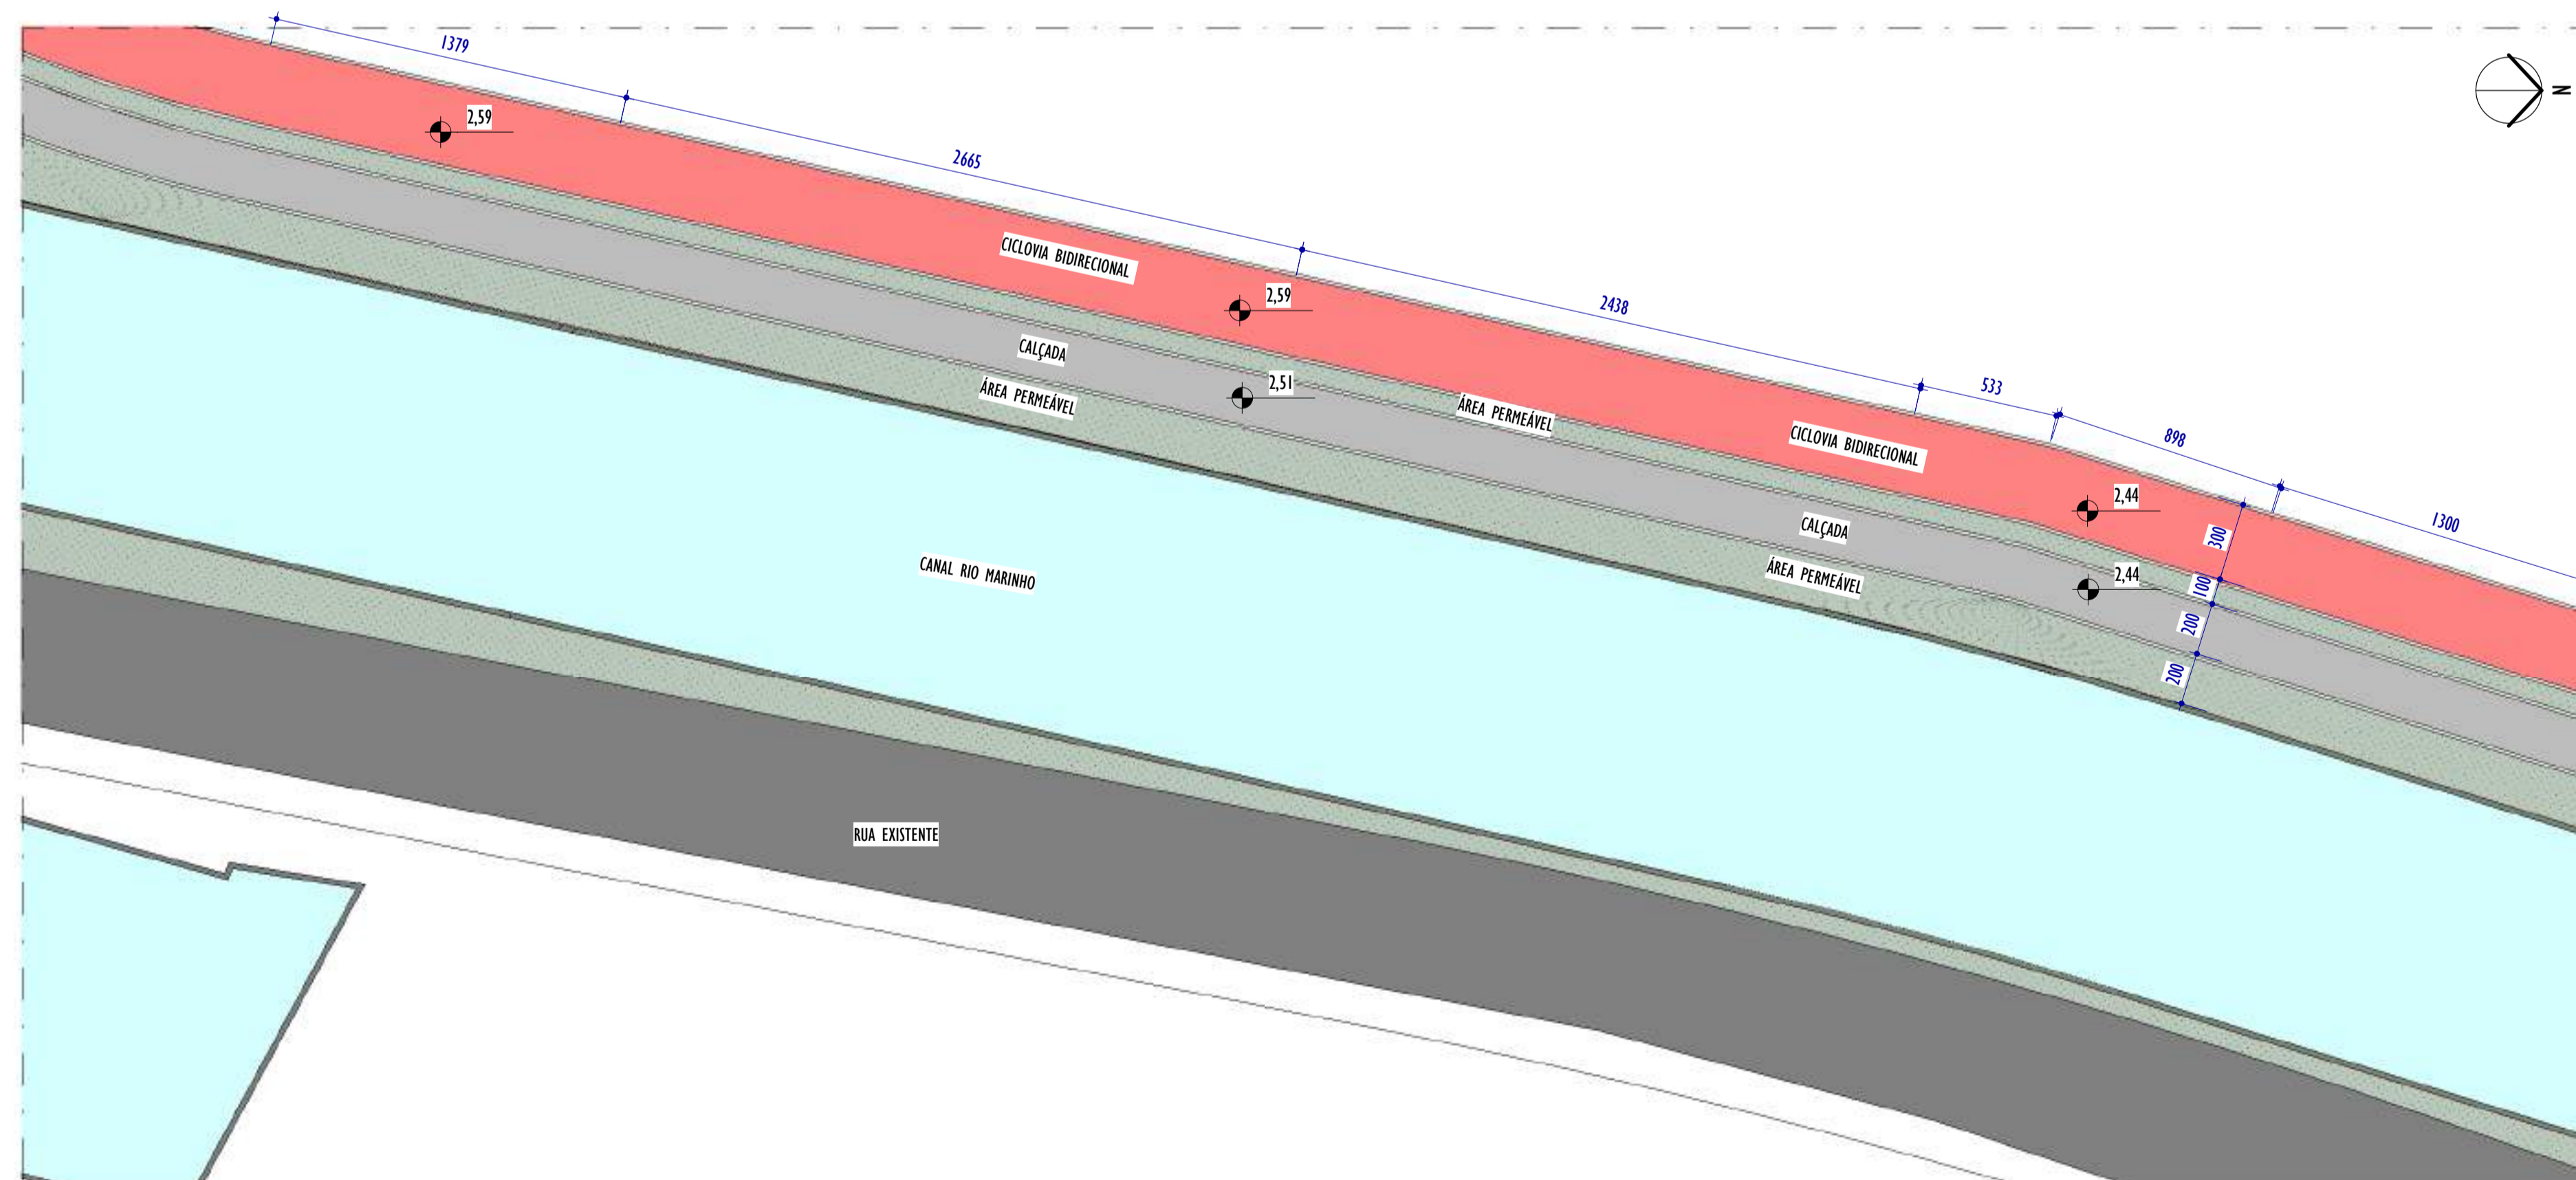 1379
N
2,59
2665
CICLOVIA BIDIRECIONAL
2,59
2438
CALÇADA
2,51
ÁREA PERMEÁVEL
533
ÁREA PERMEÁVEL
CICLOVIA BIDIRECIONAL
898
2,44
1300
CALÇADA
300
ÁREA PERMEÁVEL
2,44
100
200
200
CANAL RIO MARINHO
RUA EXISTENTE